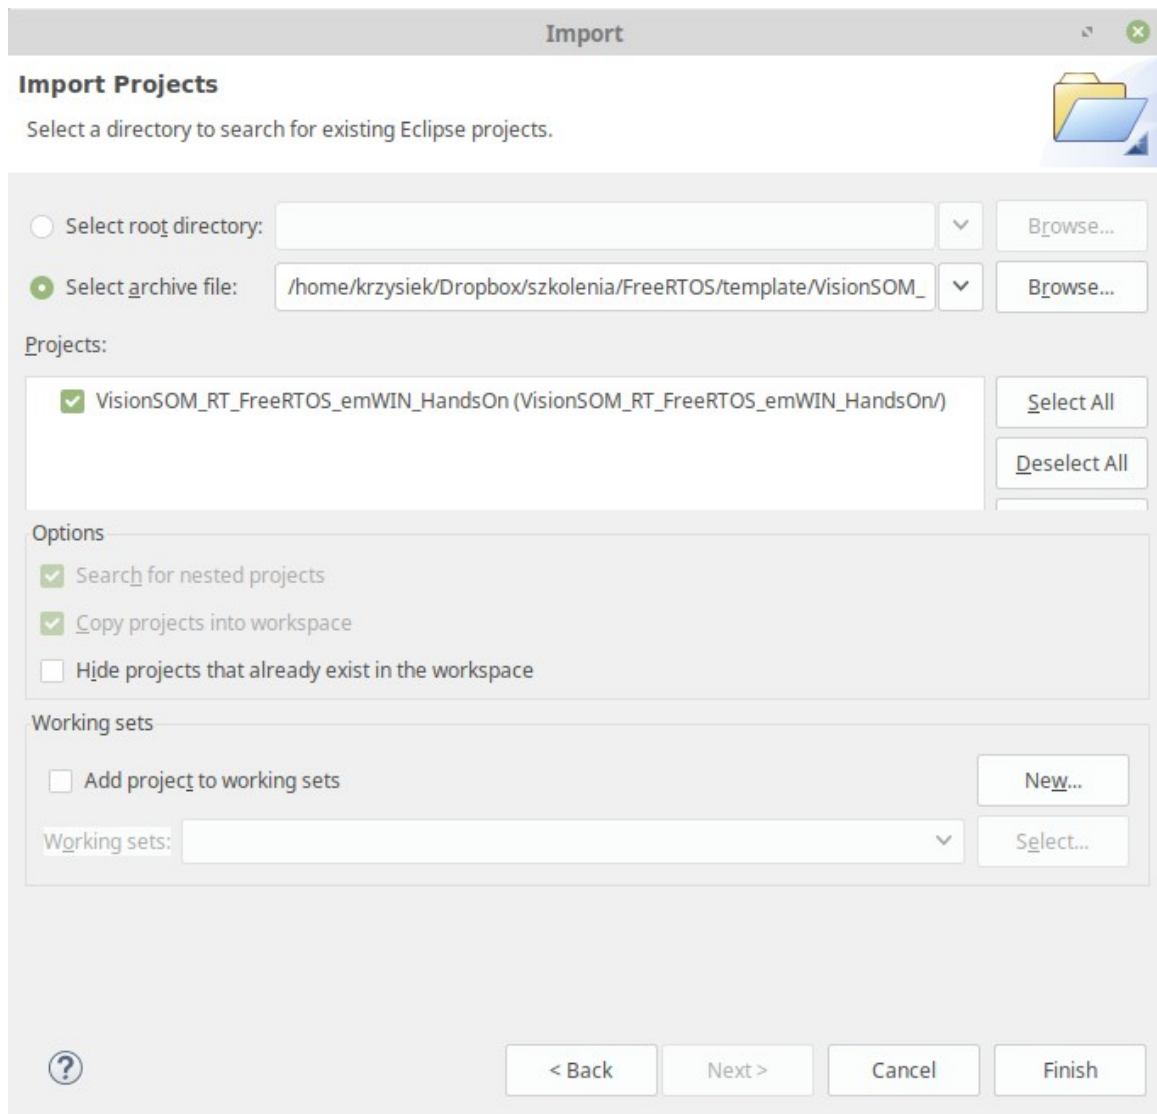 Import
Import Projects
Select a directory to search for existing Eclipse projects.
Select root directory: Browse...
Select archive file: /home/krzysiek/Dropbox/szkolenia/FreeRTOS/template/VisionSOM_ Browse...
Projects:
VisionSOM_RT_FreeRTOS_emWIN_HandsOn (VisionSOM_RT_FreeRTOS_emWIN_HandsOn/) Select All
Deselect All
Options
Search for nested projects
Copy projects into workspace
Hide projects that already exist in the workspace
Working sets
Add project to working sets New...
Working sets: Select...
? < Back Next > Cancel Finish